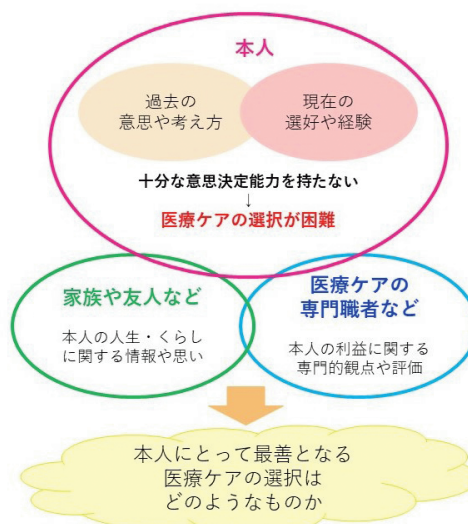 本人
過去の
意思や考え方
現在の
選好や経験
十分な意思決定能力を持たない
↓
医療ケアの選択が困難
家族や友人など
本人の人生・くらし
に関する情報や思い
医療ケアの
専門職者など
本人の利益に関する
専門的観点や評価
本人にとって最善となる
医療ケアの選択は
どのようなものか